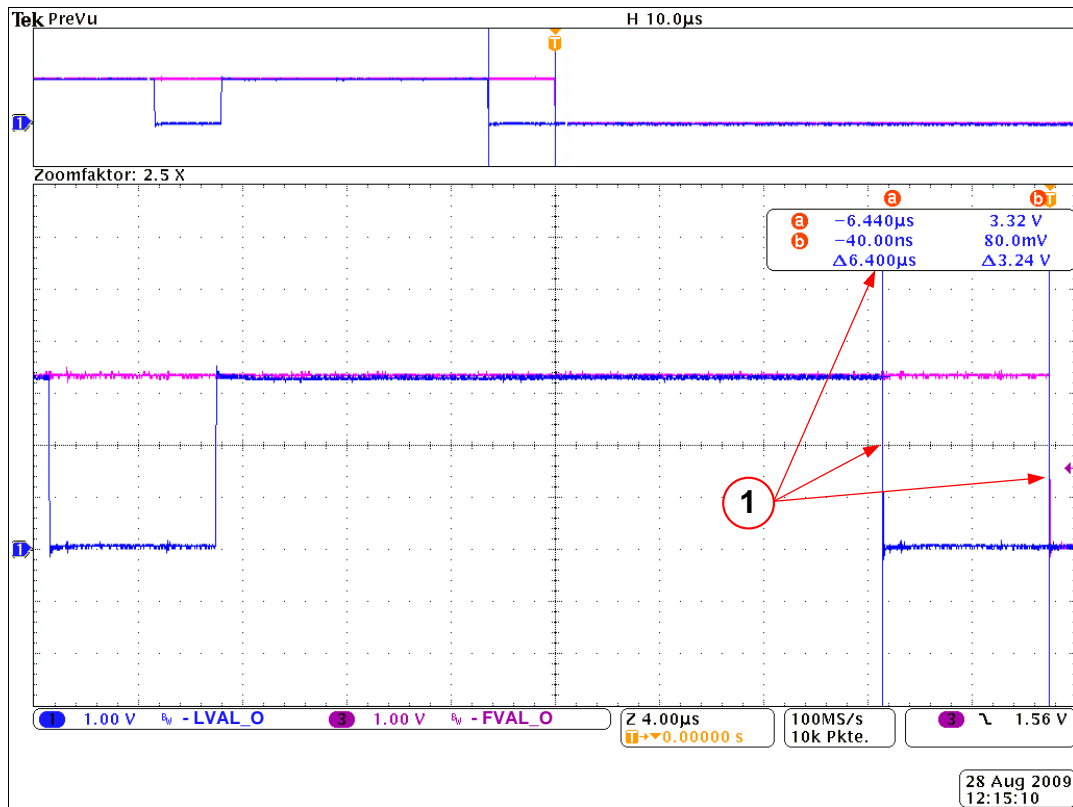 Tek PreVu H 10.0µs
T
1
Zoomfaktor: 2.5 X
a b T
a −6.440µs 3.32 V
b −40.00ns 80.0mV
Δ6.400µs Δ3.24 V
1
1
1 1.00 V BW - LVAL_O 3 1.00 V BW - FVAL_O
Z 4.00µs 100MS/s 3 1.56 V
T→▼0.00000 s 10k Pkte.
28 Aug 2009
12:15:10